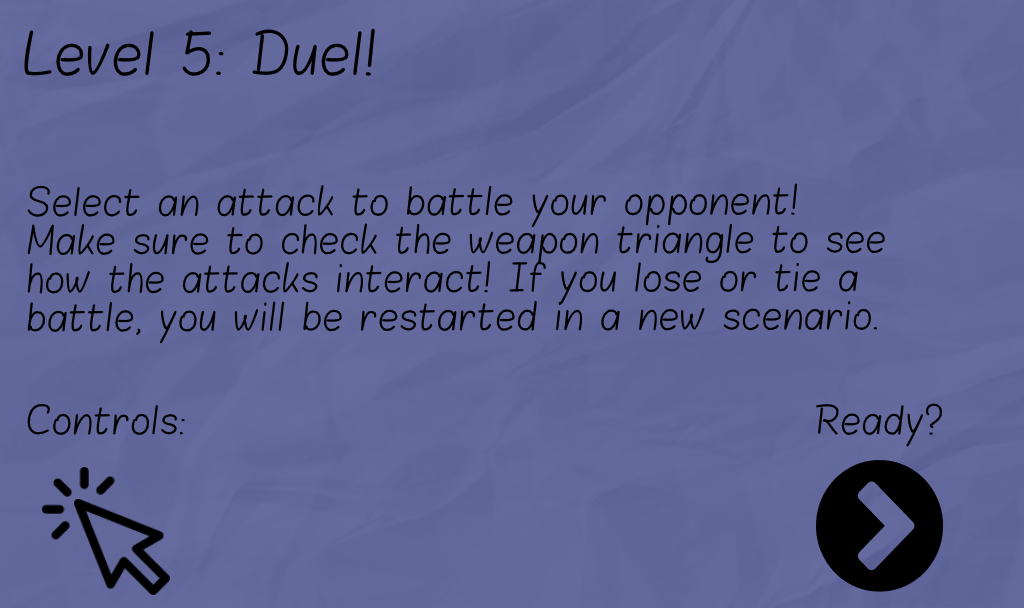 Level 5: Duel!
Select an attack to battle your opponent!
Make sure to check the weapon triangle to see
how the attacks interact! If you lose or tie a
battle, you will be restarted in a new scenario.
Controls:
Ready?